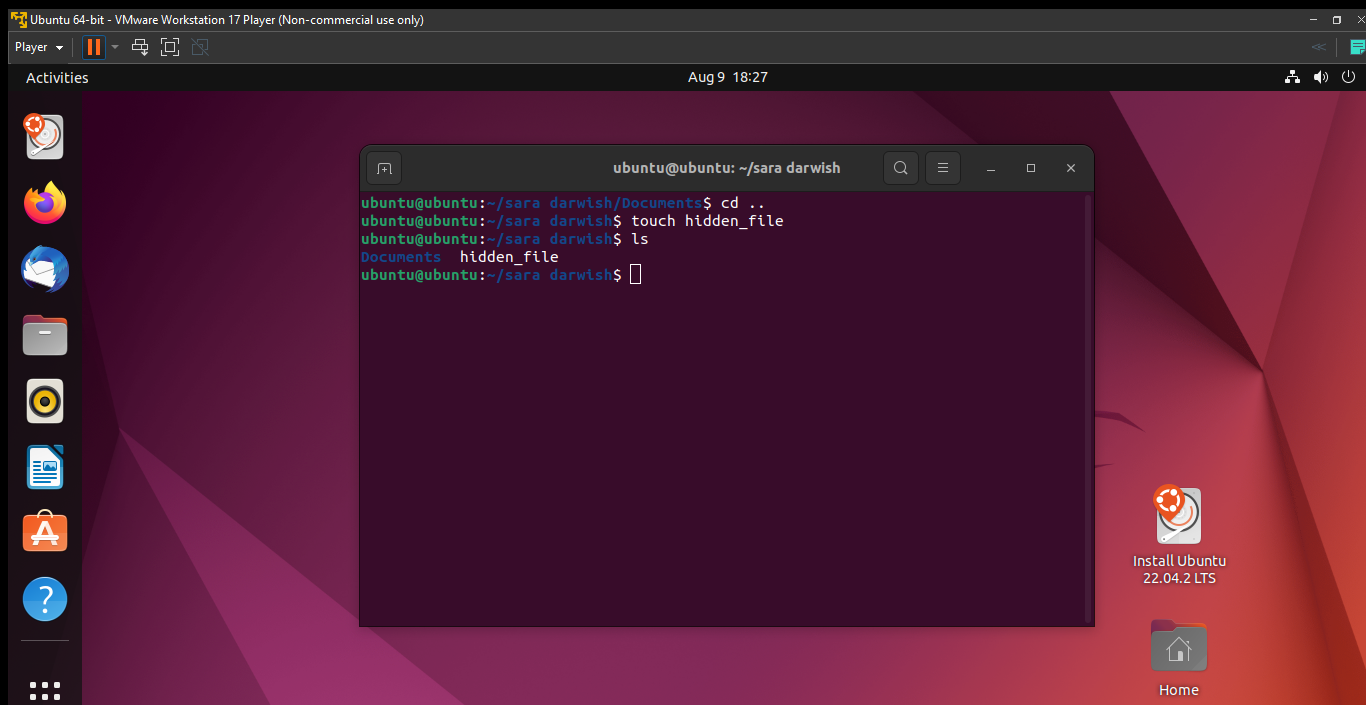 Ubuntu 64-bit - VMware Workstation 17 Player (Non-commercial use only)
Player
Activities
Aug 9 18:27
ubuntu@ubuntu: ~/sara darwish
ubuntu@ubuntu:~/sara darwish/Documents$ cd ..
ubuntu@ubuntu:~/sara darwish$ touch hidden_file
ubuntu@ubuntu:~/sara darwish$ ls
Documents  hidden_file
ubuntu@ubuntu:~/sara darwish$
Install Ubuntu
22.04.2 LTS
Home